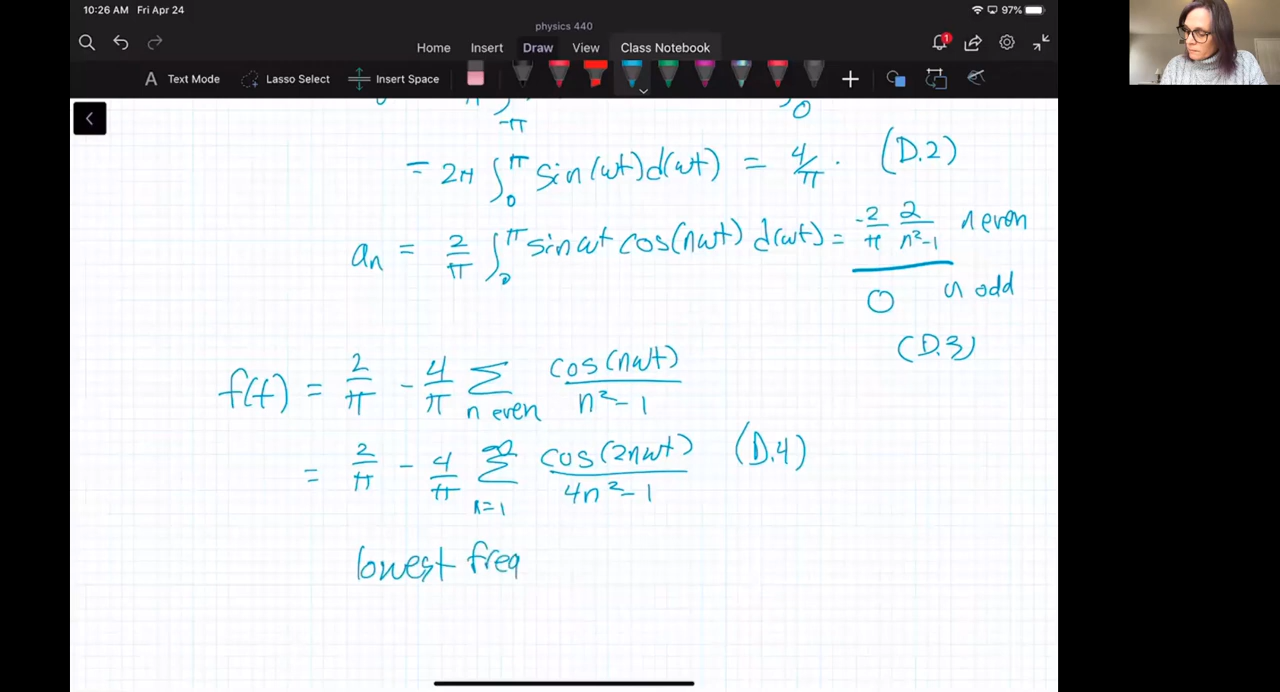 10:26 AM Fri Apr 24
97%
physics 440
Home Insert Draw View Class Notebook
1
A Text Mode Lasso Select Insert Space
-π
0
= 2π ∫₀^π sin(ωt)d(ωt) = 4/π . (D.2)
aₙ = 2/π ∫₀^π sin ωt cos(nωt) d(ωt) = -2/π 2/(n²-1) n even
0 n odd
(D.3)
f(t) = 2/π - 4/π ∑ n even cos(nωt)/(n²-1)
= 2/π - 4/π ∑ n=1 ∞ cos(2nωt)/(4n²-1) (D.4)
lowest freq